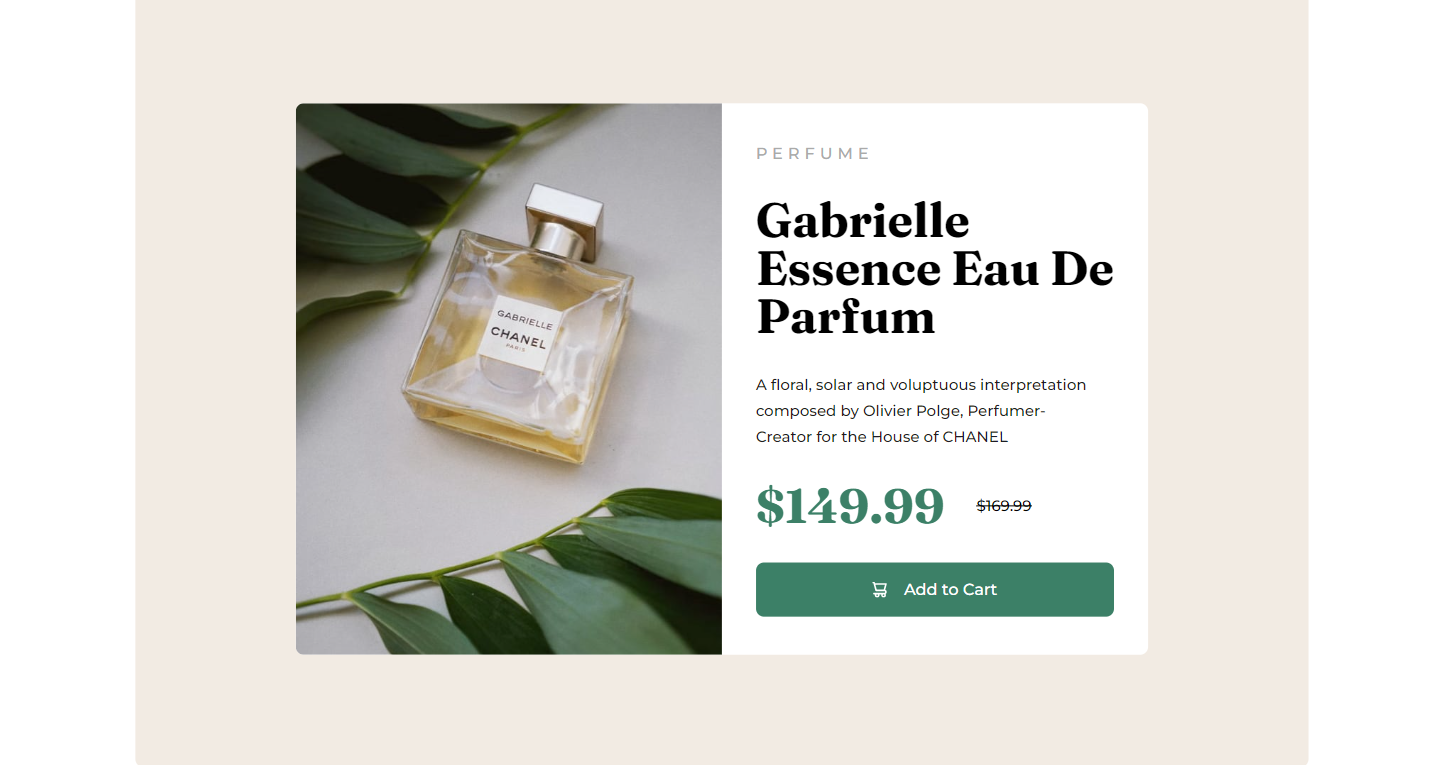 GABRIELLE
CHANEL
PARIS
PERFUME
Gabrielle
Essence Eau De
Parfum
A floral, solar and voluptuous interpretation
composed by Olivier Polge, Perfumer-
Creator for the House of CHANEL
$149.99 $169.99
Add to Cart